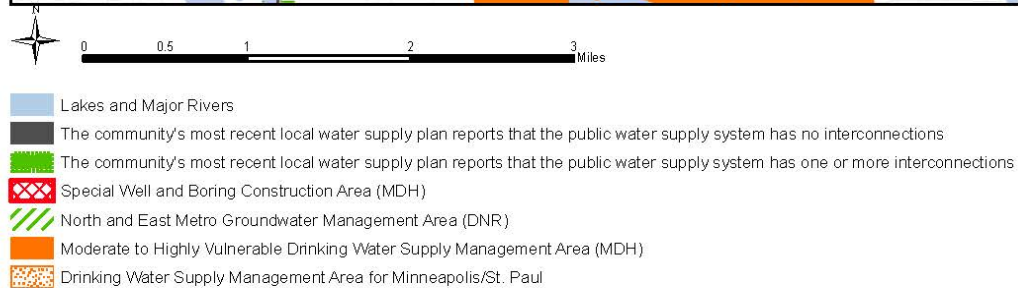 N
0 0.5 1 2 3
Miles
Lakes and Major Rivers
The community's most recent local water supply plan reports that the public water supply system has no interconnections
The community's most recent local water supply plan reports that the public water supply system has one or more interconnections
Special Well and Boring Construction Area (MDH)
North and East Metro Groundwater Management Area (DNR)
Moderate to Highly Vulnerable Drinking Water Supply Management Area (MDH)
Drinking Water Supply Management Area for Minneapolis/St. Paul